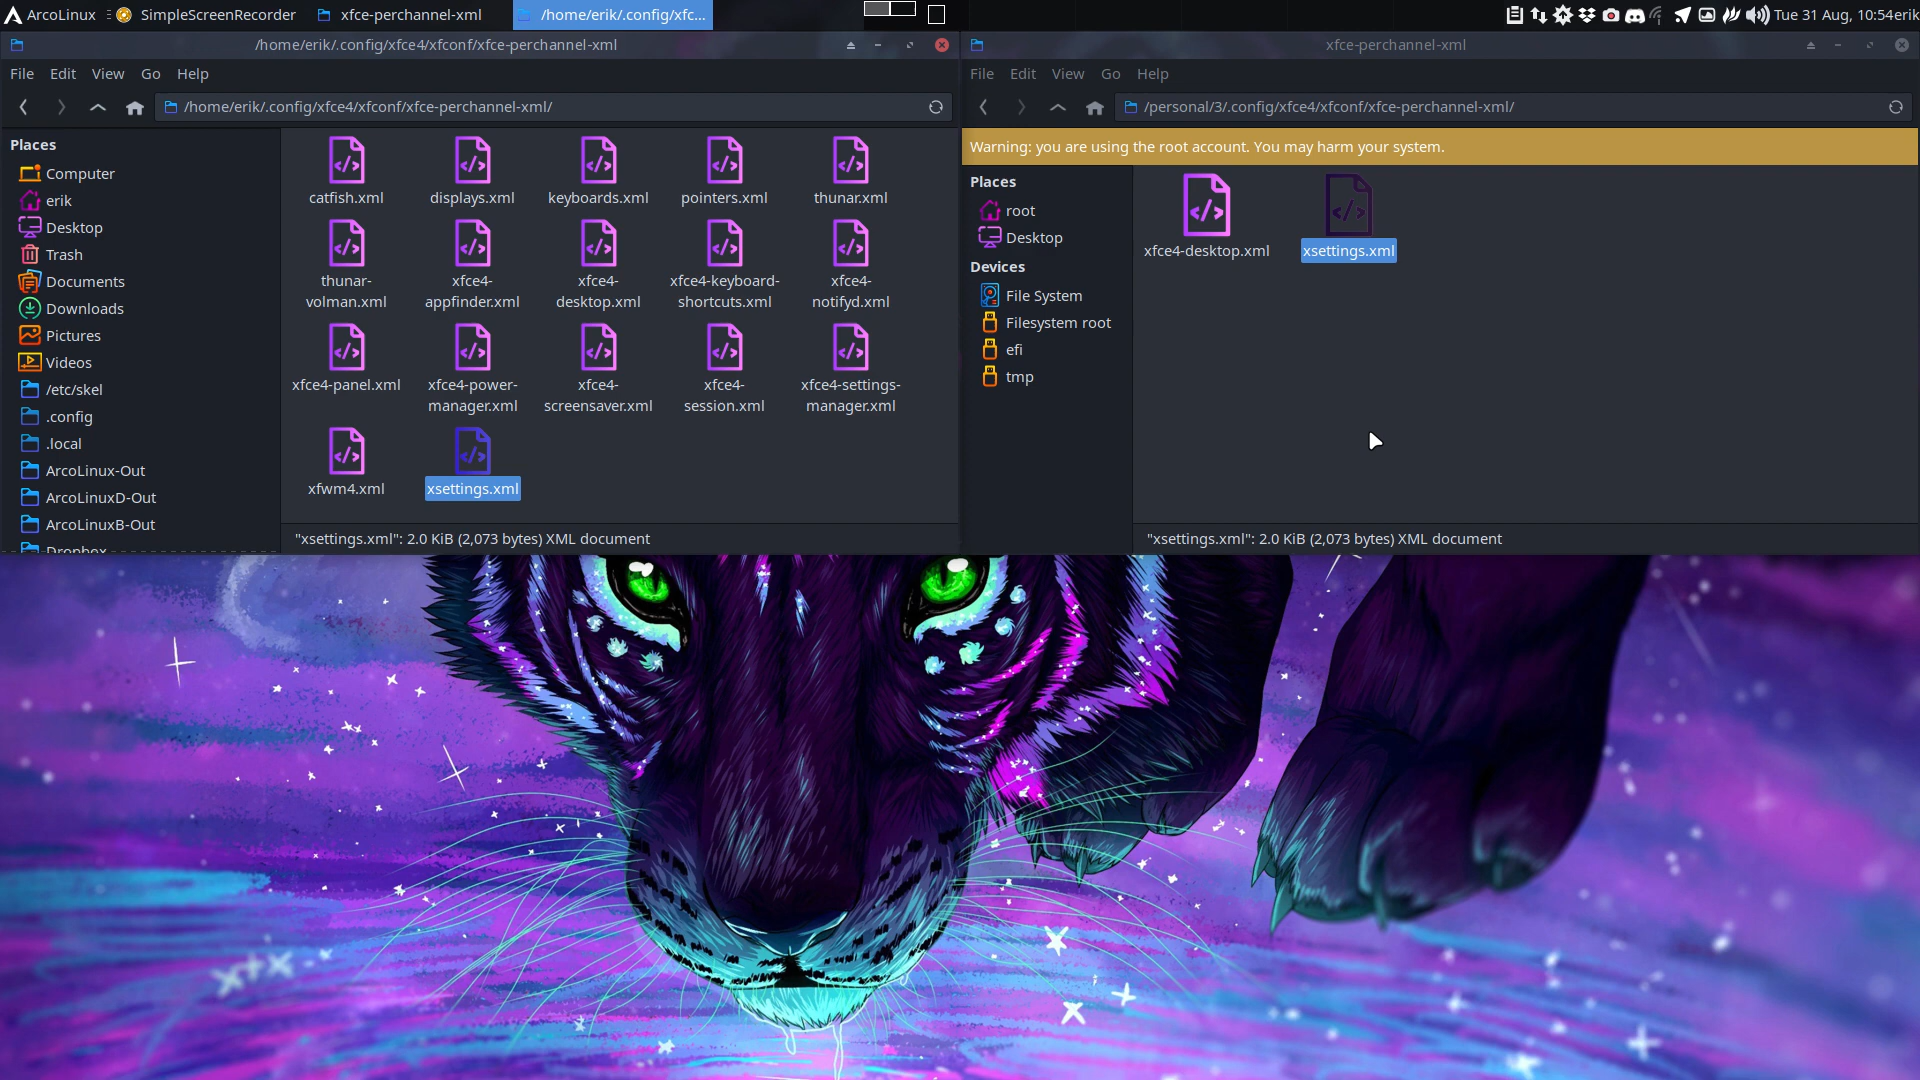 ArcoLinux
SimpleScreenRecorder
xfce-perchannel-xml
/home/erik/.config/xfc...
Tue 31 Aug, 10:54
erik
/home/erik/.config/xfce4/xfconf/xfce-perchannel-xml
File Edit View Go Help
/home/erik/.config/xfce4/xfconf/xfce-perchannel-xml/
Places
Computer
erik
Desktop
Trash
Documents
Downloads
Pictures
Videos
/etc/skel
.config
.local
ArcoLinux-Out
ArcoLinuxD-Out
ArcoLinuxB-Out
Dropbox
catfish.xml
displays.xml
keyboards.xml
pointers.xml
thunar.xml
thunar-
volman.xml
xfce4-
appfinder.xml
xfce4-
desktop.xml
xfce4-keyboard-
shortcuts.xml
xfce4-
notifyd.xml
xfce4-panel.xml
xfce4-power-
manager.xml
xfce4-
screensaver.xml
xfce4-
session.xml
xfce4-settings-
manager.xml
xfwm4.xml
xsettings.xml
"xsettings.xml": 2.0 KiB (2,073 bytes) XML document
xfce-perchannel-xml
File Edit View Go Help
/personal/3/.config/xfce4/xfconf/xfce-perchannel-xml/
Warning: you are using the root account. You may harm your system.
Places
root
Desktop
Devices
File System
Filesystem root
efi
tmp
xfce4-desktop.xml
xsettings.xml
"xsettings.xml": 2.0 KiB (2,073 bytes) XML document